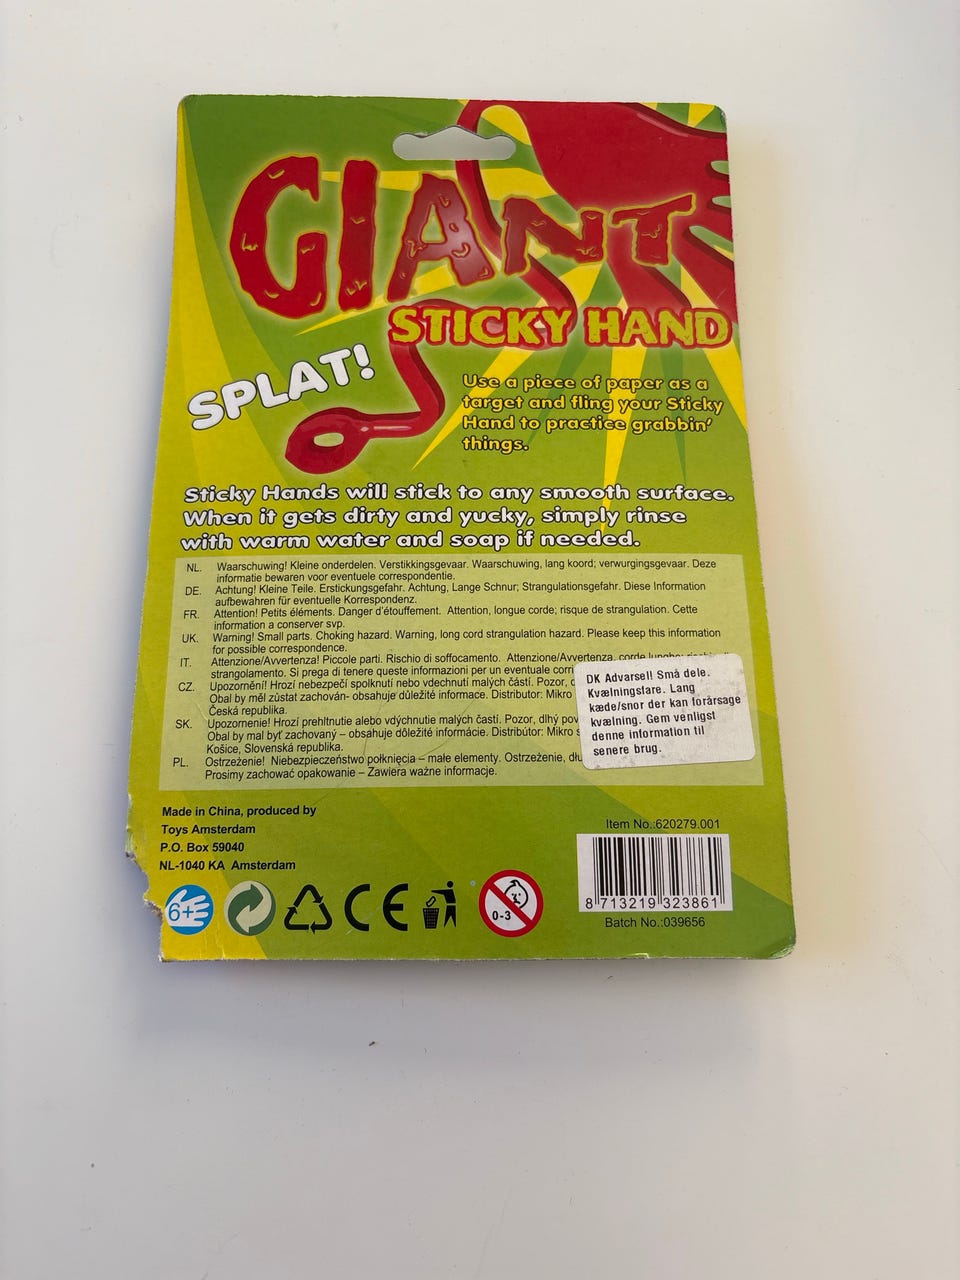 GIANT
STICKY HAND
SPLAT!
Use a piece of paper as a
target and fling your Sticky
Hand to practice grabbin'
things.
Sticky Hands will stick to any smooth surface.
When it gets dirty and yucky, simply rinse
with warm water and soap if needed.
NL. Waarschuwing! Kleine onderdelen. Verstikkingsgevaar. Waarschuwing, lang koord; verwurgingsgevaar. Deze
informatie bewaren voor eventuele correspondentie.
DE. Achtung! Kleine Teile. Erstickungsgefahr. Achtung, Lange Schnur; Strangulationsgefahr. Diese Information
aufbewahren für eventuelle Korrespondenz.
FR. Attention! Petits éléments. Danger d'étouffement. Attention, longue corde; risque de strangulation. Cette
information a conserver svp.
UK. Warning! Small parts. Choking hazard. Warning, long cord strangulation hazard. Please keep this information
for possible correspondence.
IT. Attenzione/Avvertenza! Piccole parti. Rischio di soffocamento. Attenzione/Avvertenza, corde lunghe:
strangolamento. Si prega di tenere queste informazioni per un eventuale corri
CZ. Upozornění! Hrozí nebezpečí spolknutí nebo vdechnutí malých částí. Pozor,
Obal by měl zůstat zachován- obsahuje důležité informace. Distributor: Mikro
Česká republika.
SK. Upozornenie! Hrozí prehltnutie alebo vdýchnutie malých častí. Pozor, dlhý pov
Obal by mal byť zachovaný – obsahuje dôležité informácie. Distribútor: Mikro s
Košice, Slovenská republika.
PL. Ostrzeżenie! Niebezpieczeństwo połknięcia – małe elementy. Ostrzeżenie, dłu
Prosimy zachować opakowanie – Zawiera ważne informacje.
DK Advarsel! Små dele.
Kvælningsfare. Lang
kæde/snor der kan forårsage
kvælning. Gem venligst
denne information til
senere brug.
Made in China, produced by
Toys Amsterdam
P.O. Box 59040
NL-1040 KA Amsterdam
6+
CE
0-3
Item No.:620279.001
8 713219 323861
Batch No.:039656